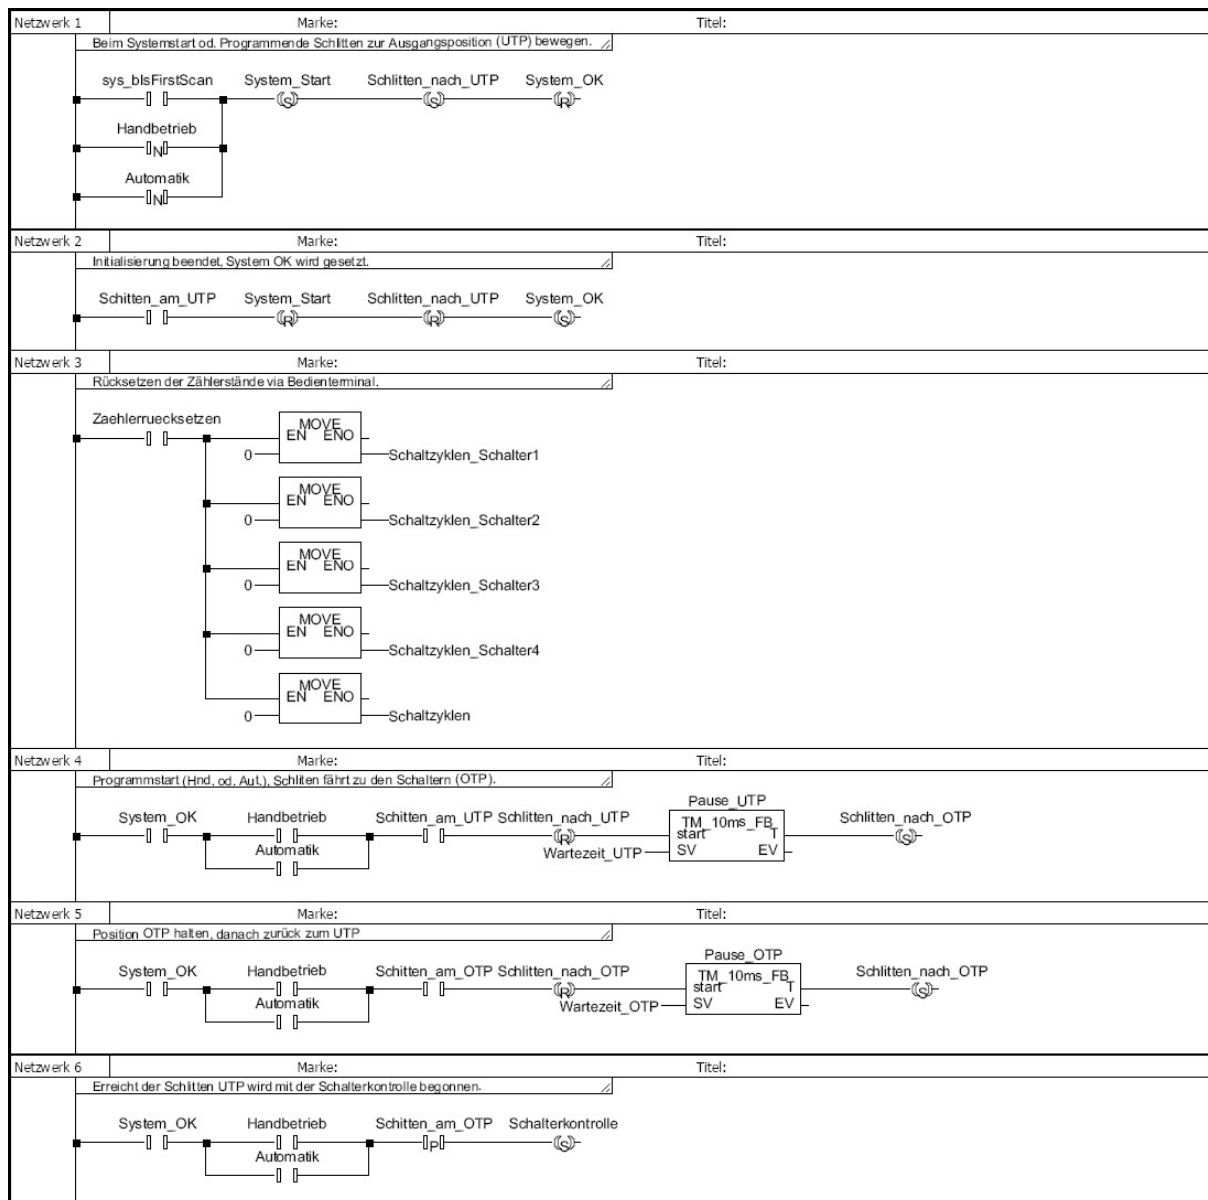 Netzwerk 1 Marke: Titel:
Beim Systemstart od. Programmende Schlitten zur Ausgangsposition (UTP) bewegen.
sys_bIsFirstScan System_Start Schlitten_nach_UTP System_OK
S S R
Handbetrieb
N
Automatik
N
Netzwerk 2 Marke: Titel:
Initialisierung beendet, System OK wird gesetzt.
Schitten_am_UTP System_Start Schlitten_nach_UTP System_OK
R R S
Netzwerk 3 Marke: Titel:
Rücksetzen der Zählerstände via Bedienterminal.
Zaehlerruecksetzen
MOVE
EN ENO
0 Schaltzyklen_Schalter1
MOVE
EN ENO
0 Schaltzyklen_Schalter2
MOVE
EN ENO
0 Schaltzyklen_Schalter3
MOVE
EN ENO
0 Schaltzyklen_Schalter4
MOVE
EN ENO
0 Schaltzyklen
Netzwerk 4 Marke: Titel:
Programmstart (Hnd. od. Aut.), Schliten fährt zu den Schaltern (OTP).
Pause_UTP
System_OK Handbetrieb Schitten_am_UTP Schlitten_nach_UTP TM_10ms_FB Schlitten_nach_OTP
R start T S
Automatik Wartezeit_UTP SV EV
Netzwerk 5 Marke: Titel:
Position OTP halten, danach zurück zum UTP
Pause_OTP
System_OK Handbetrieb Schitten_am_OTP Schlitten_nach_OTP TM_10ms_FB Schlitten_nach_OTP
R start T S
Automatik Wartezeit_OTP SV EV
Netzwerk 6 Marke: Titel:
Erreicht der Schlitten UTP wird mit der Schalterkontrolle begonnen.
System_OK Handbetrieb Schitten_am_OTP Schalterkontrolle
P S
Automatik